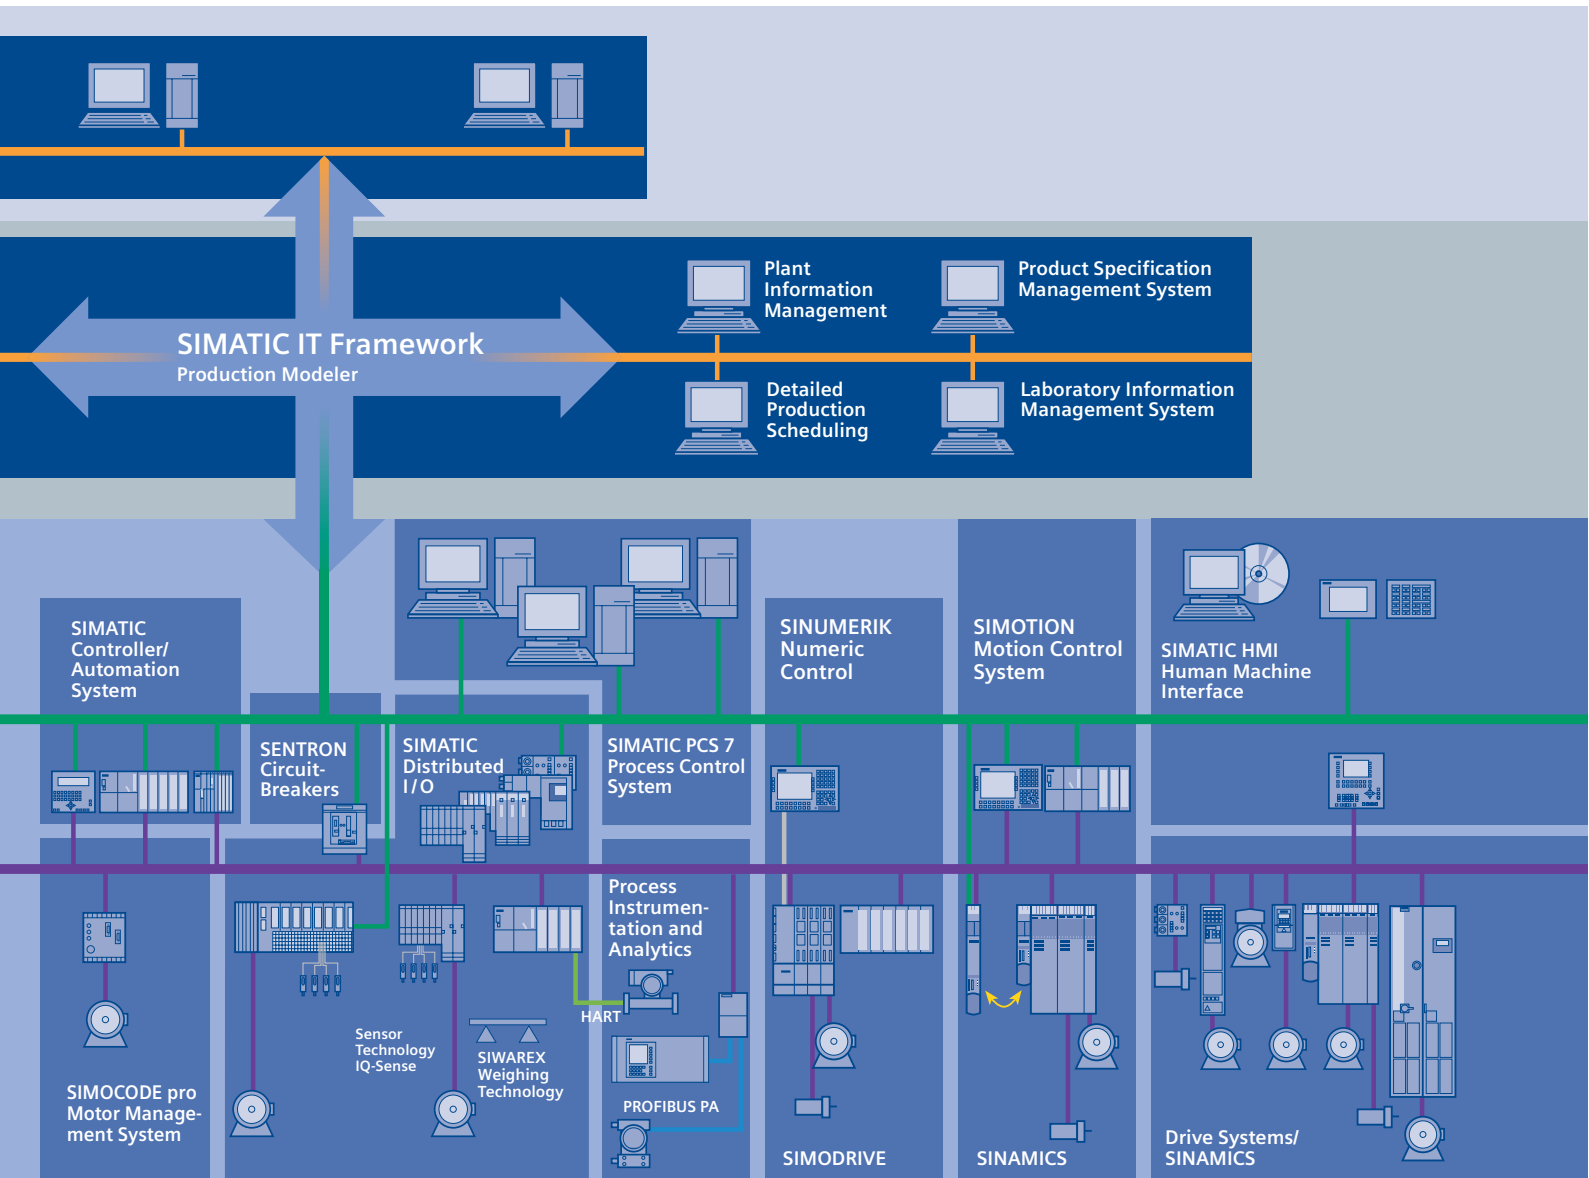 Plant
Information
Management
Product Specification
Management System
SIMATIC IT Framework
Production Modeler
Detailed
Production
Scheduling
Laboratory Information
Management System
SIMATIC
Controller/
Automation
System
SINUMERIK
Numeric
Control
SIMOTION
Motion Control
System
SIMATIC HMI
Human Machine
Interface
SENTRON
Circuit-
Breakers
SIMATIC
Distributed
I/O
SIMATIC PCS 7
Process Control
System
Process
Instrumen-
tation and
Analytics
HART
Sensor
Technology
IQ-Sense
SIWAREX
Weighing
Technology
SIMOCODE pro
Motor Manage-
ment System
PROFIBUS PA
SIMODRIVE
SINAMICS
Drive Systems/
SINAMICS